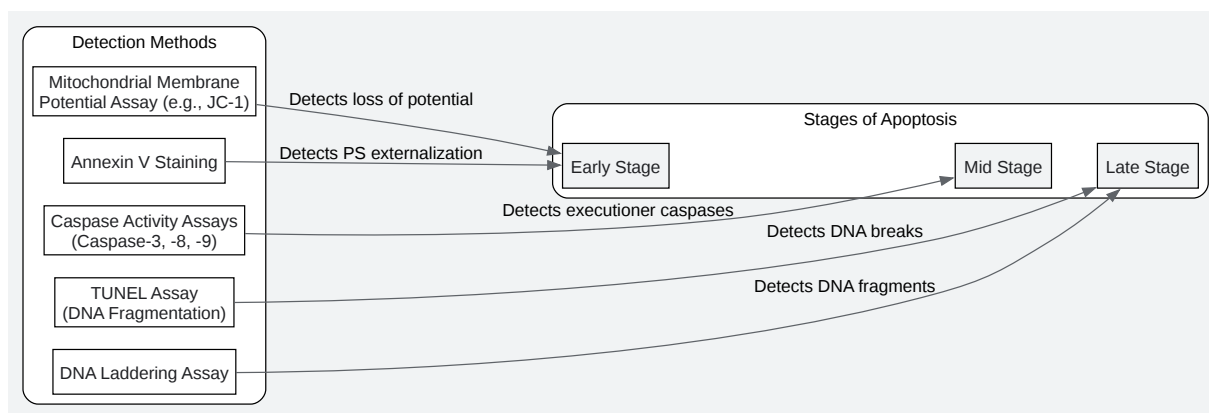 Detection Methods
Mitochondrial Membrane
Potential Assay (e.g., JC-1)
Detects loss of potential
Stages of Apoptosis
Annexin V Staining
Detects PS externalization
Early Stage
Mid Stage
Late Stage
Caspase Activity Assays
(Caspase-3, -8, -9)
Detects executioner caspases
Detects DNA breaks
TUNEL Assay
(DNA Fragmentation)
Detects DNA fragments
DNA Laddering Assay